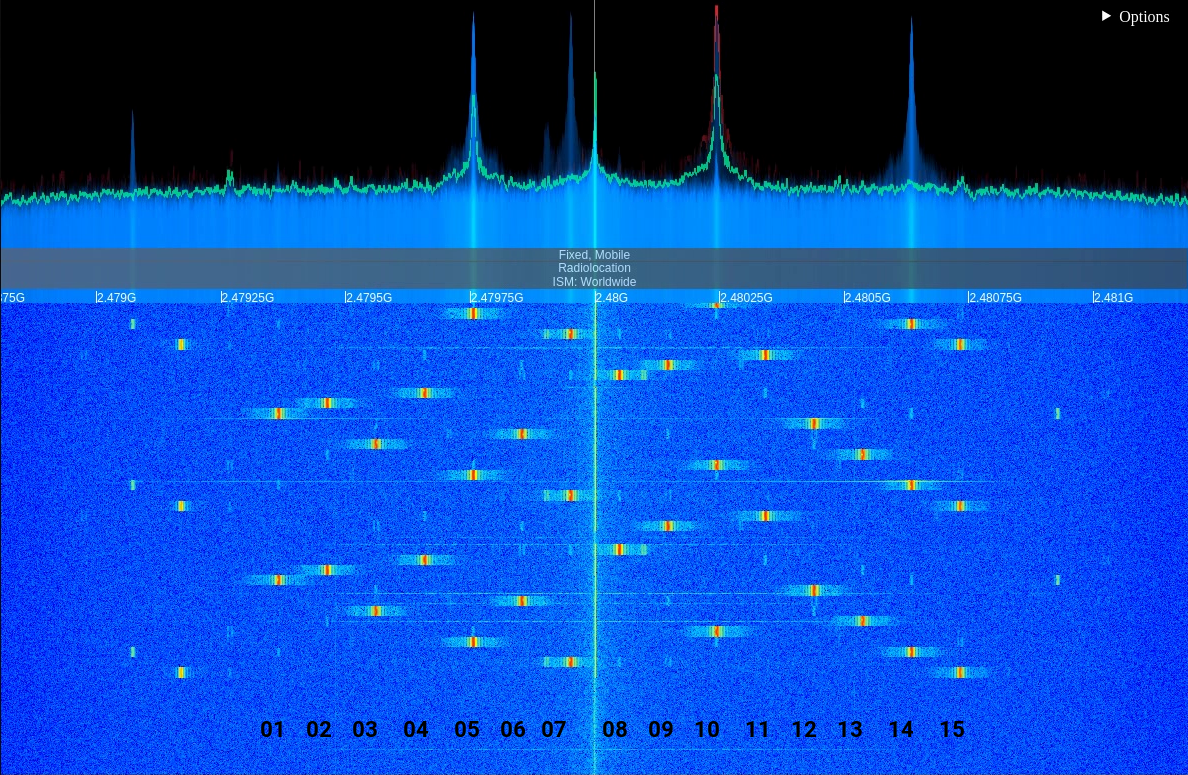 ▶ Options
Fixed, Mobile
Radiolocation
ISM: Worldwide
75G 2.479G 2.47925G 2.4795G 2.47975G 2.48G 2.48025G 2.4805G 2.48075G 2.481G
01 02 03 04 05 06 07 08 09 10 11 12 13 14 15